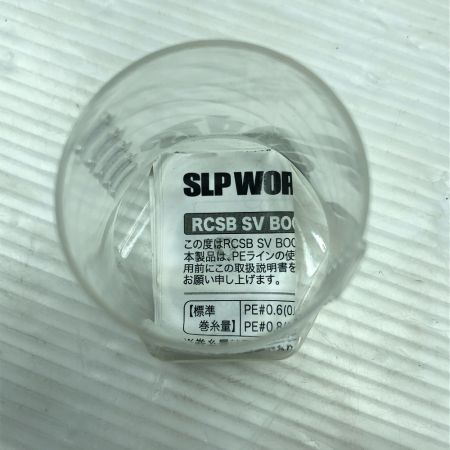 SLP WOR
RCSB SV BOO
この度はRCSB SV BOO
本製品は、PEラインの使
用前にこの取扱説明書を
お願い申し上げます。
【標準 PE#0.6(0.
巻糸量】 PE#0.8(